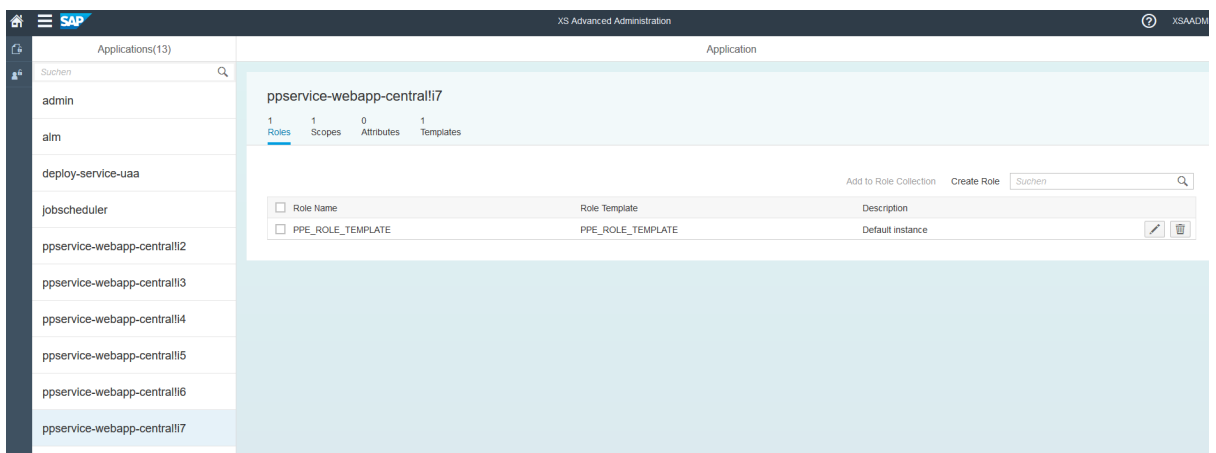 SAP XS Advanced Administration XSAADM
Applications(13) Application
Suchen
admin
alm
deploy-service-uaa
jobscheduler
ppservice-webapp-central!i2
ppservice-webapp-central!i3
ppservice-webapp-central!i4
ppservice-webapp-central!i5
ppservice-webapp-central!i6
ppservice-webapp-central!i7
ppservice-webapp-central!i7
1 1 0 1
Roles Scopes Attributes Templates
Add to Role Collection Create Role Suchen
Role Name Role Template Description
PPE_ROLE_TEMPLATE PPE_ROLE_TEMPLATE Default instance